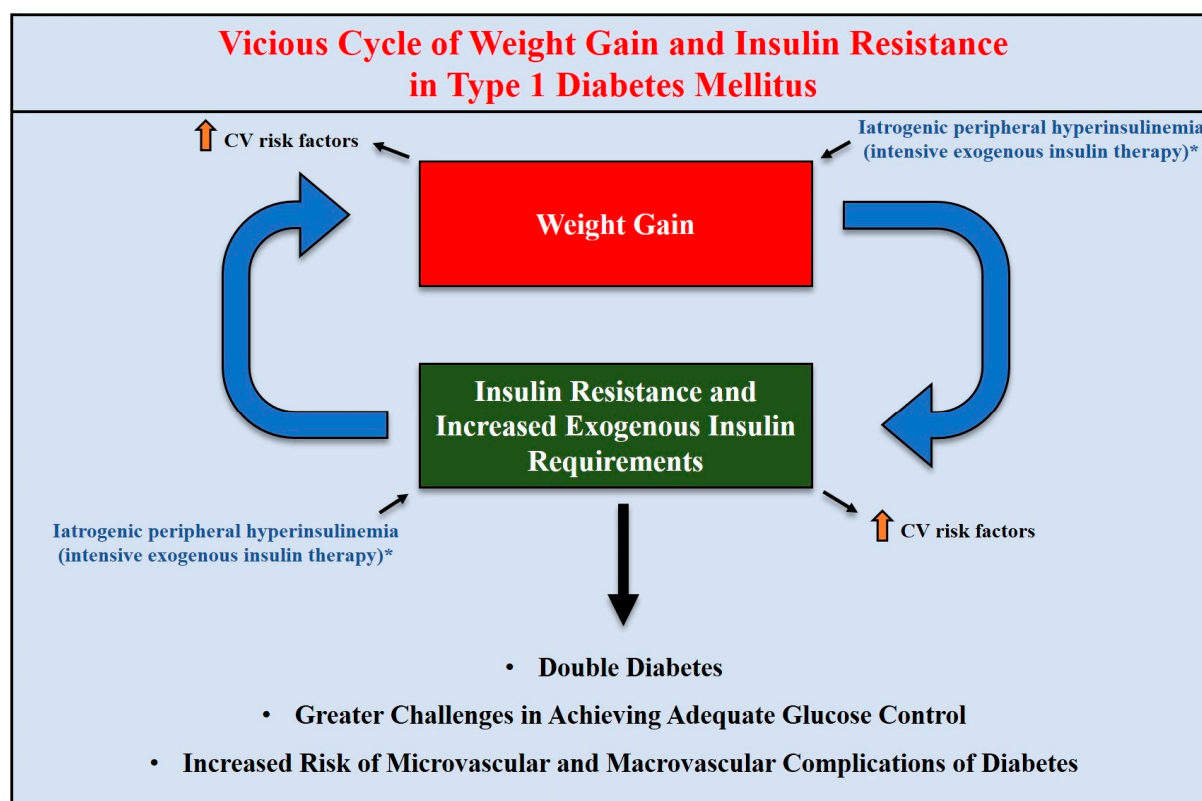 Vicious Cycle of Weight Gain and Insulin Resistance
in Type 1 Diabetes Mellitus
CV risk factors
Iatrogenic peripheral hyperinsulinemia
(intensive exogenous insulin therapy)*
Weight Gain
Insulin Resistance and
Increased Exogenous Insulin
Requirements
Iatrogenic peripheral hyperinsulinemia
(intensive exogenous insulin therapy)*
CV risk factors
• Double Diabetes
• Greater Challenges in Achieving Adequate Glucose Control
• Increased Risk of Microvascular and Macrovascular Complications of Diabetes